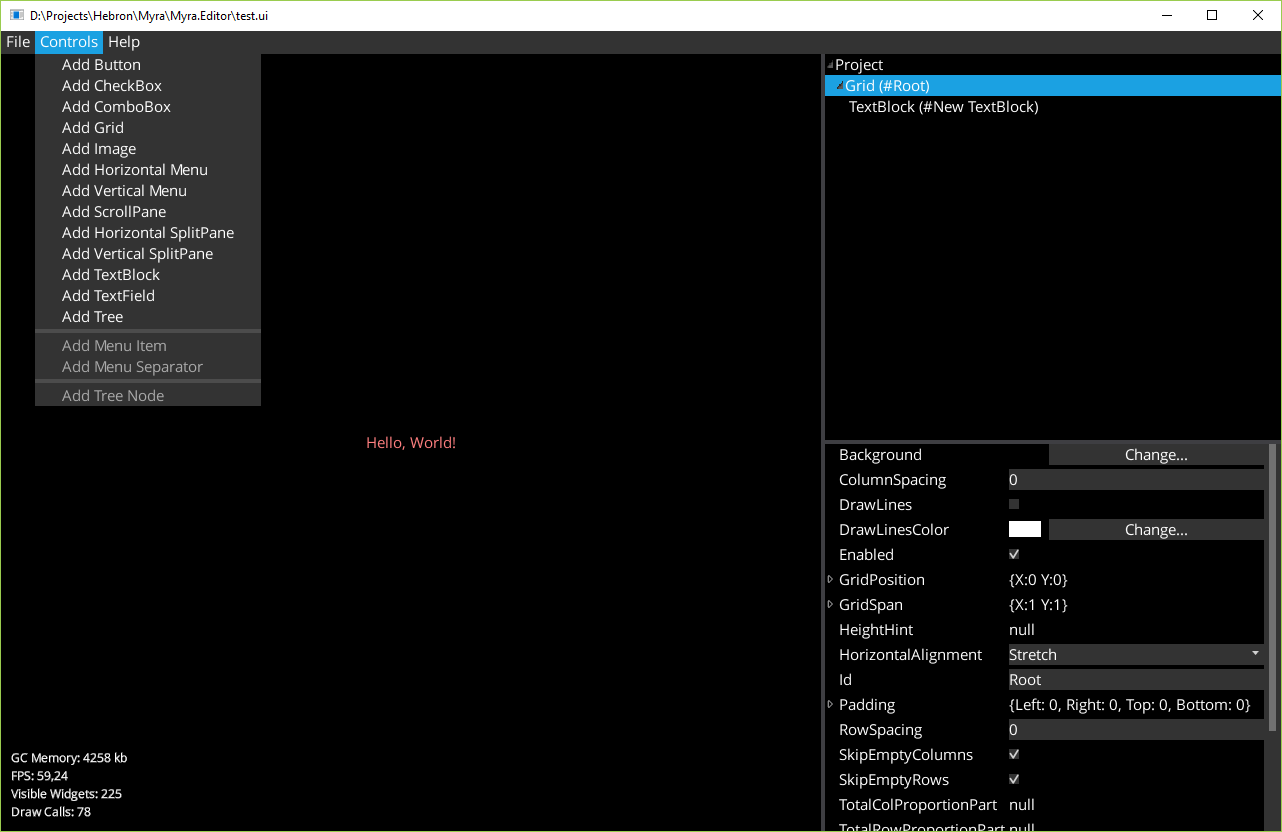 D:\Projects\Hebron\Myra\Myra.Editor\test.ui
File Controls Help
Add Button
Add CheckBox
Add ComboBox
Add Grid
Add Image
Add Horizontal Menu
Add Vertical Menu
Add ScrollPane
Add Horizontal SplitPane
Add Vertical SplitPane
Add TextBlock
Add TextField
Add Tree
Add Menu Item
Add Menu Separator
Add Tree Node
Hello, World!
GC Memory: 4258 kb
FPS: 59,24
Visible Widgets: 225
Draw Calls: 78
Project
Grid (#Root)
TextBlock (#New TextBlock)
Background Change...
ColumnSpacing 0
DrawLines
DrawLinesColor Change...
Enabled
GridPosition {X:0 Y:0}
GridSpan {X:1 Y:1}
HeightHint null
HorizontalAlignment Stretch
Id Root
Padding {Left: 0, Right: 0, Top: 0, Bottom: 0}
RowSpacing 0
SkipEmptyColumns
SkipEmptyRows
TotalColProportionPart null
TotalRowProportionPart null